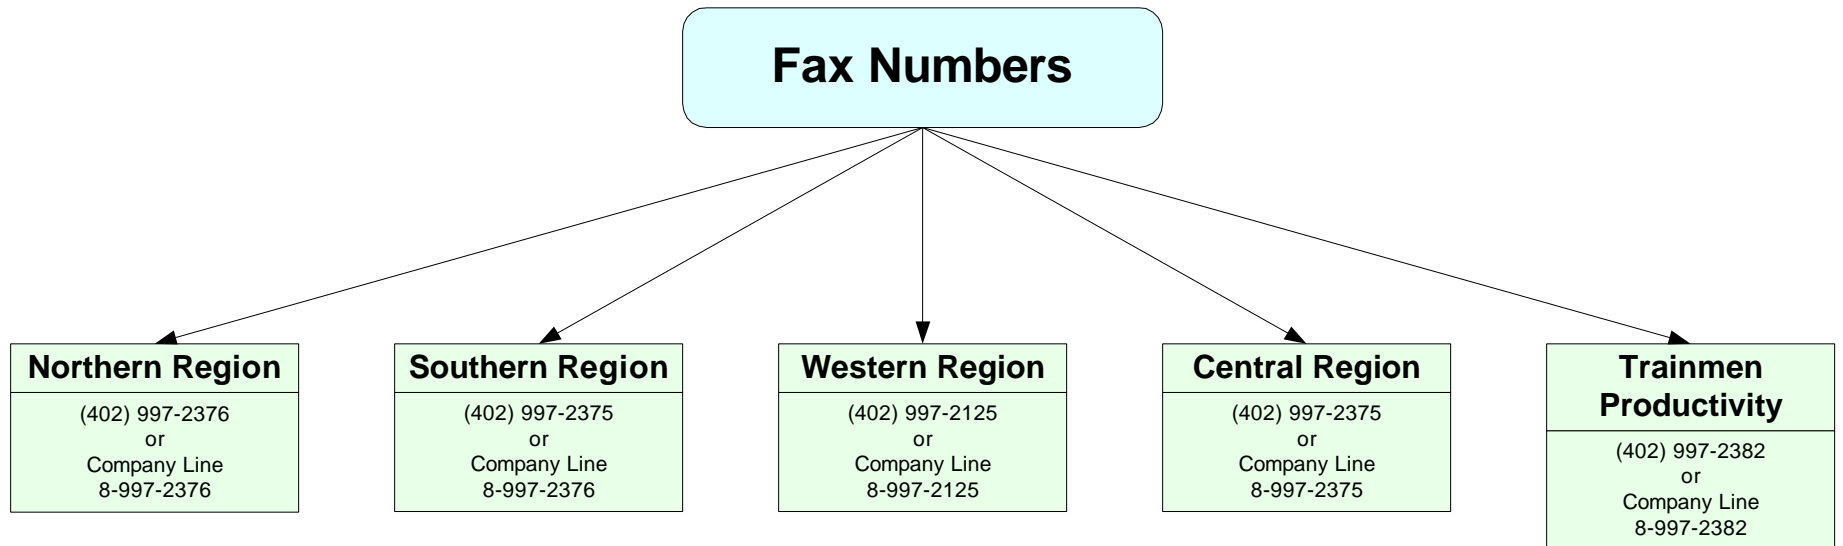 Fax Numbers
Northern Region
(402) 997-2376
or
Company Line
8-997-2376
Southern Region
(402) 997-2375
or
Company Line
8-997-2376
Western Region
(402) 997-2125
or
Company Line
8-997-2125
Central Region
(402) 997-2375
or
Company Line
8-997-2375
Trainmen
Productivity
(402) 997-2382
or
Company Line
8-997-2382